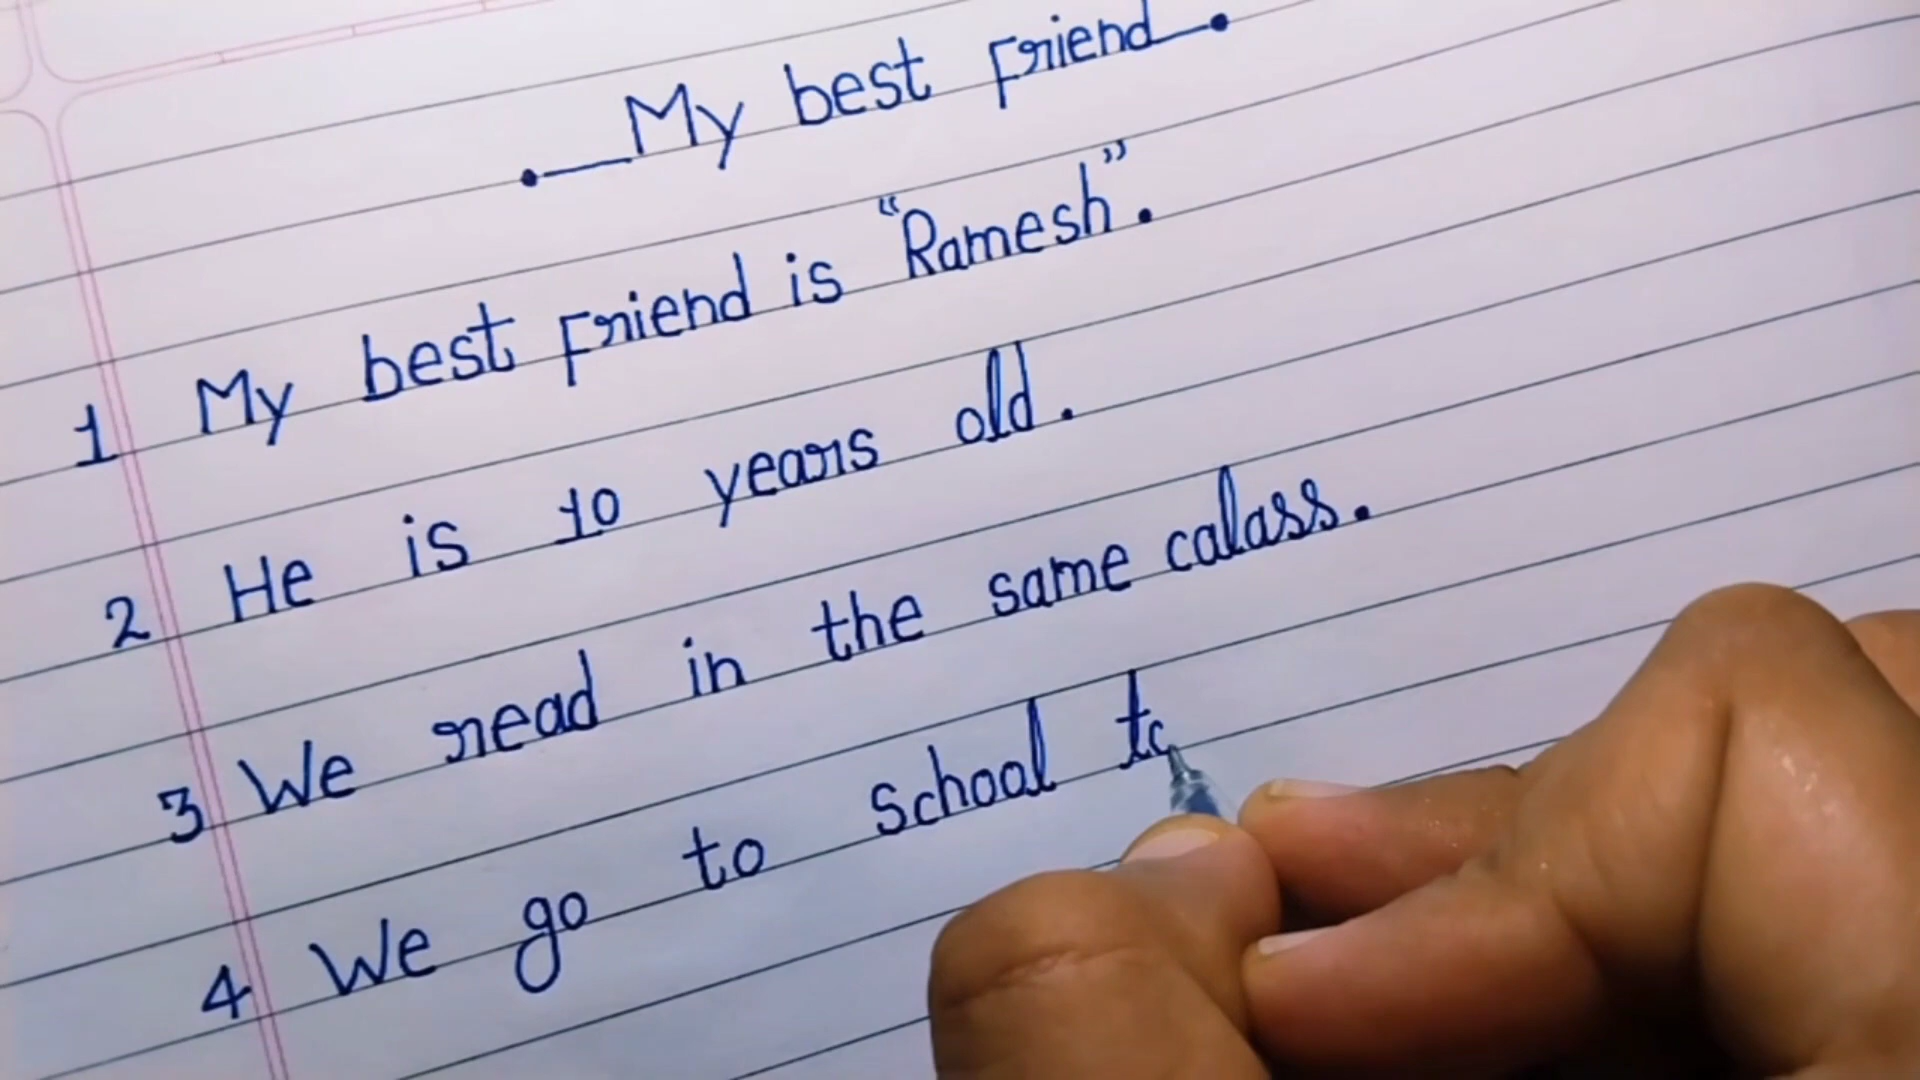 My best Friend
1 My best Friend is "Ramesh".
2 He is 10 years old.
3 We read in the same calass.
4 We go to school